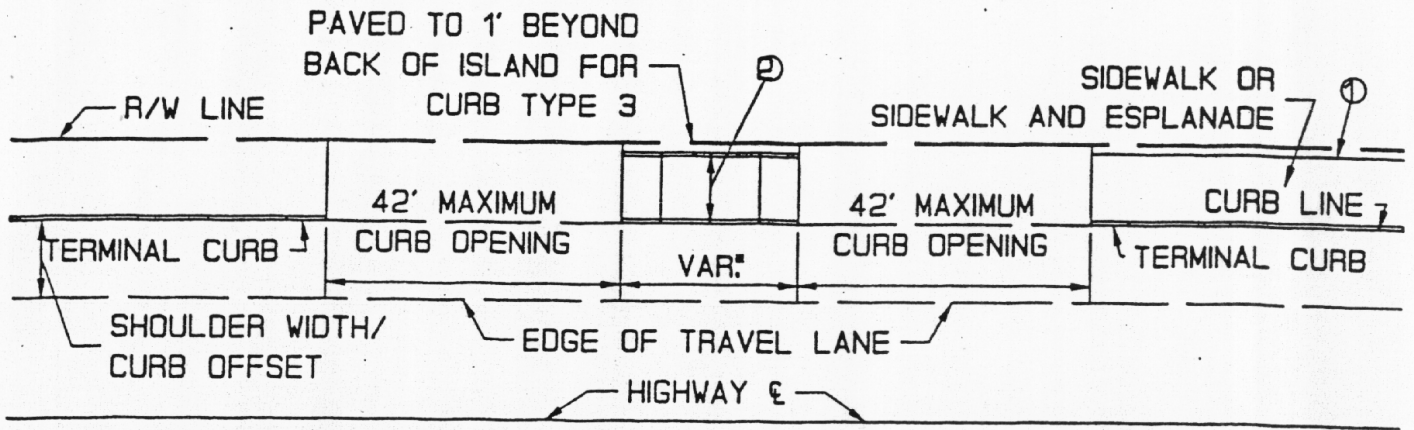 PAVED TO 1' BEYOND
BACK OF ISLAND FOR
CURB TYPE 3
2
1
SIDEWALK OR
SIDEWALK AND ESPLANADE
R/W LINE
42' MAXIMUM
CURB OPENING
42' MAXIMUM
CURB OPENING
CURB LINE
TERMINAL CURB
TERMINAL CURB
VAR.*
SHOULDER WIDTH/
CURB OFFSET
EDGE OF TRAVEL LANE
HIGHWAY ℄